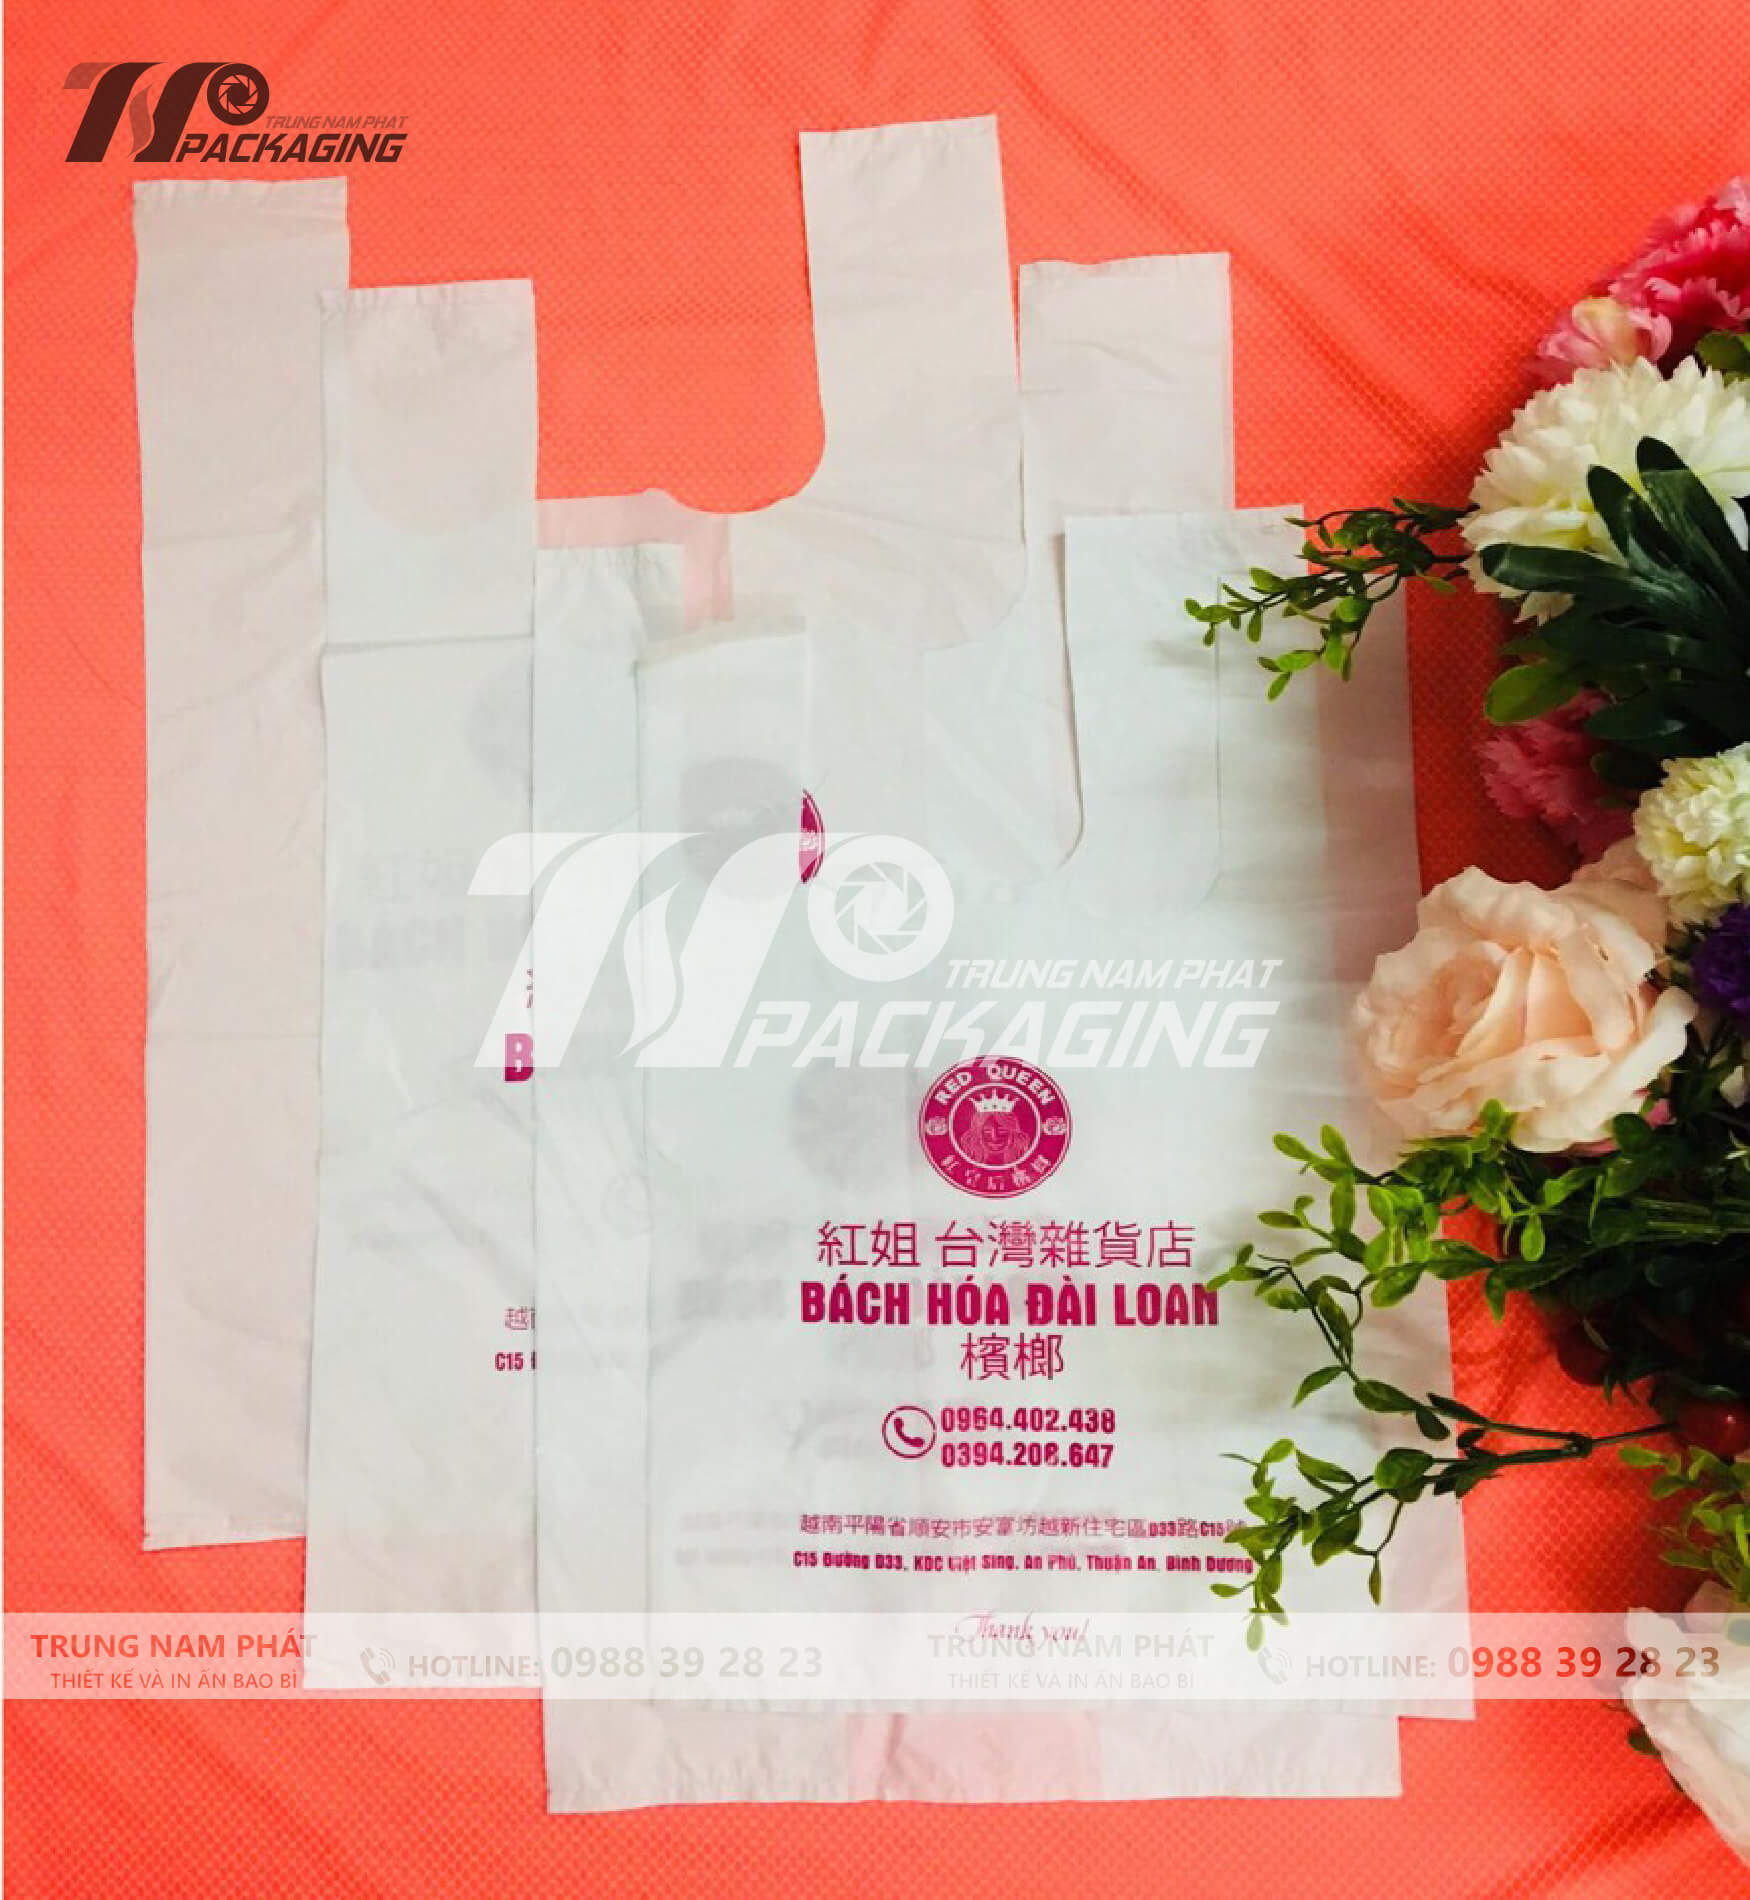 TRUNG NAM PHAT
PACKAGING
TRUNG NAM PHAT
PACKAGING
RED QUEEN
紅姐 台灣雜貨店
BÁCH HÓA ĐÀI LOAN
檳榔
0964.402.438
0394.208.647
越南平陽省順安市安富坊越新住宅區D33路C15號
C15 Đường D33, KDC Việt Sing, An Phú, Thuận An, Bình Dương
Thank you!
BÁCH
越南
C15
TRUNG NAM PHÁT
THIẾT KẾ VÀ IN ẤN BAO BÌ
HOTLINE: 0988 39 28 23
TRUNG NAM PHÁT
THIẾT KẾ VÀ IN ẤN BAO BÌ
HOTLINE: 0988 39 28 23